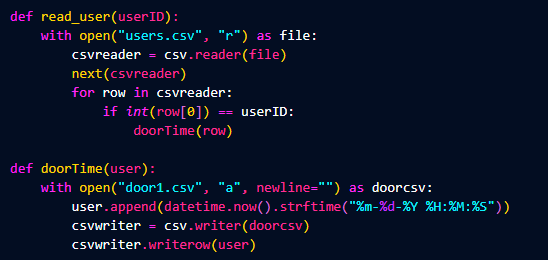 def read_user(userID):
    with open("users.csv", "r") as file:
        csvreader = csv.reader(file)
        next(csvreader)
        for row in csvreader:
            if int(row[0]) == userID:
                doorTime(row)

def doorTime(user):
    with open("door1.csv", "a", newline="") as doorcsv:
        user.append(datetime.now().strftime("%m-%d-%Y %H:%M:%S"))
        csvwriter = csv.writer(doorcsv)
        csvwriter.writerow(user)